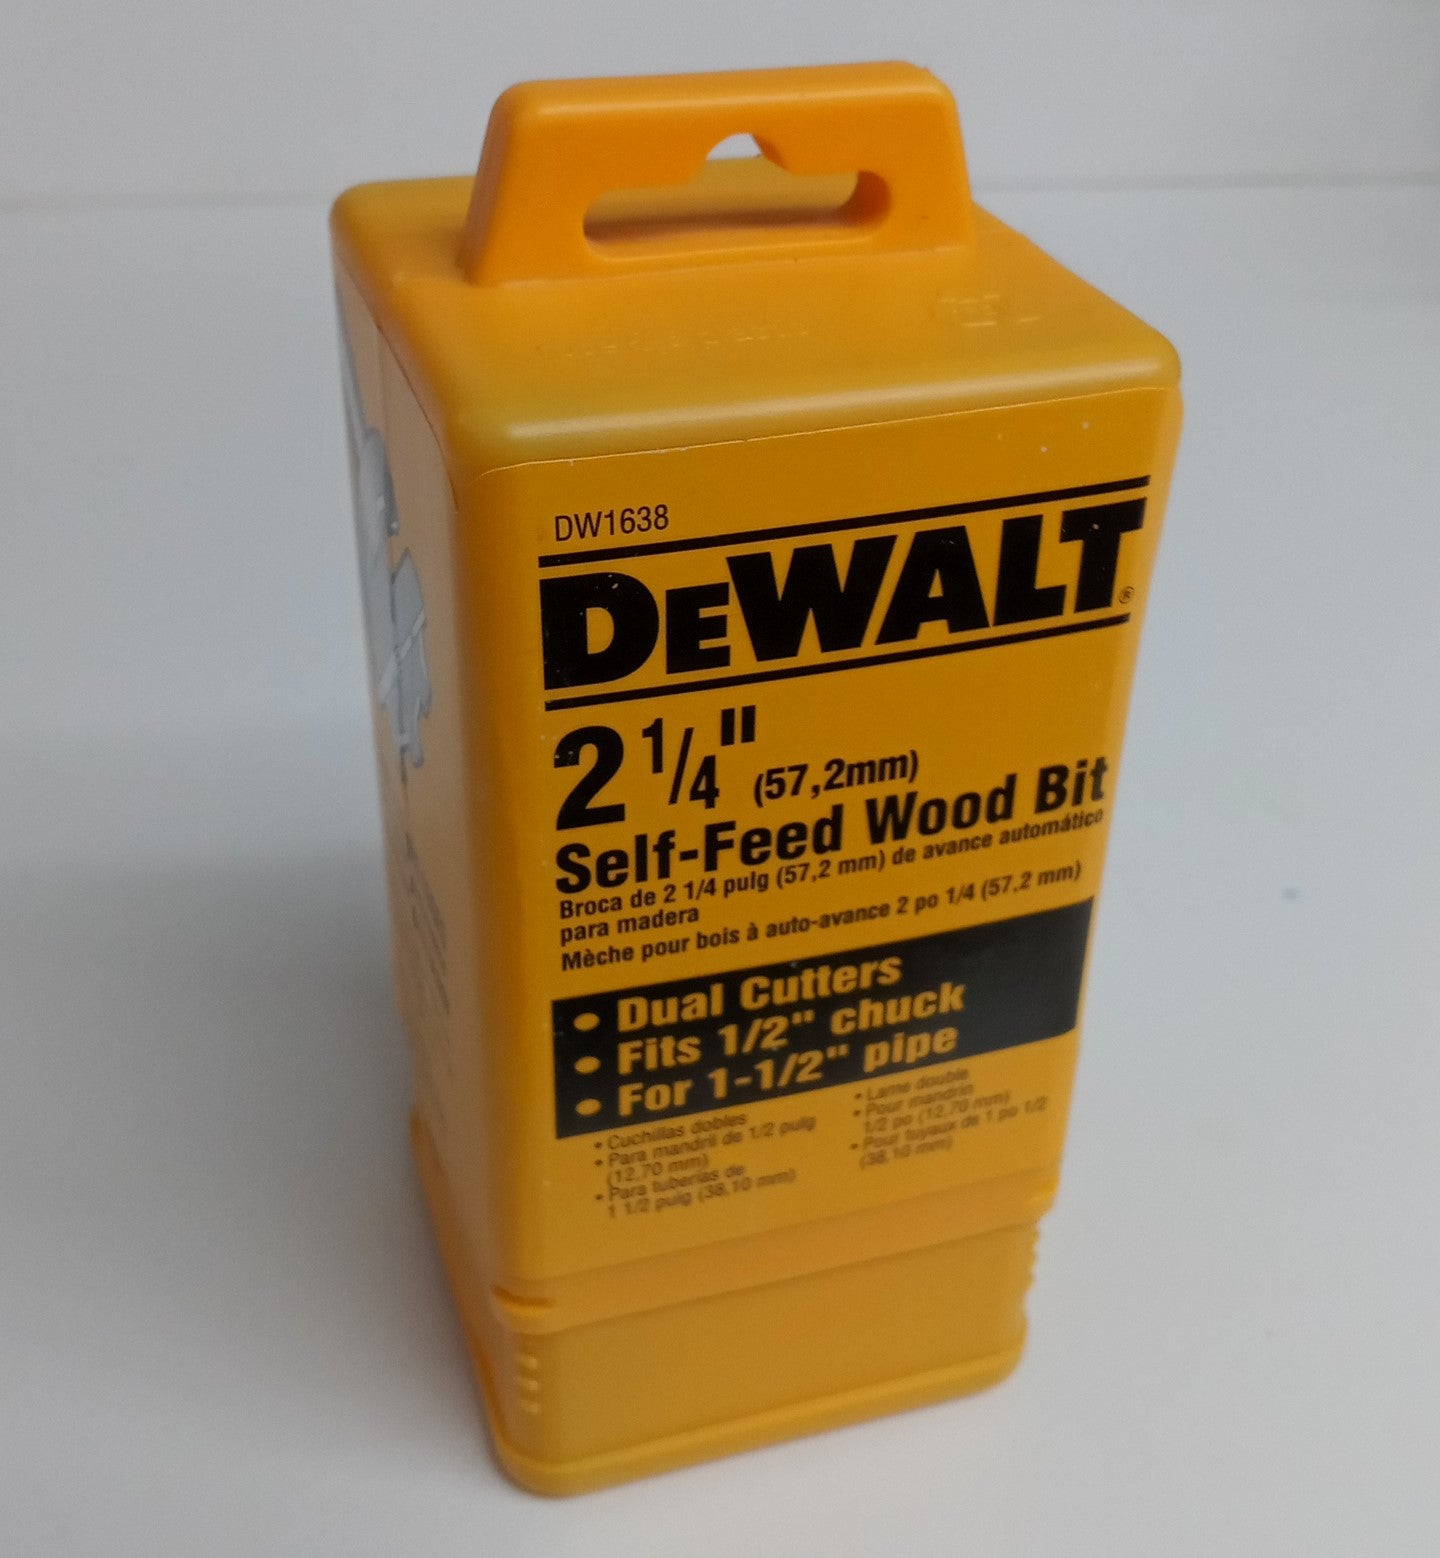 DW1638
DEWALT®
2 1/4" (57,2mm)
Self-Feed Wood Bit
Broca de 2 1/4 pulg (57,2 mm) de avance automático
para madera
Mèche pour bois à auto-avance 2 po 1/4 (57,2 mm)
• Dual Cutters
• Fits 1/2" chuck
• For 1-1/2" pipe
• Cuchillas dobles
• Para mandril de 1/2 pulg
(12,70 mm)
• Para tuberías de
1 1/2 pulg (38,10 mm)
• Lame double
• Pour mandrin
1/2 po (12,70 mm)
• Pour tuyaux de 1 po 1/2
(38,10 mm)